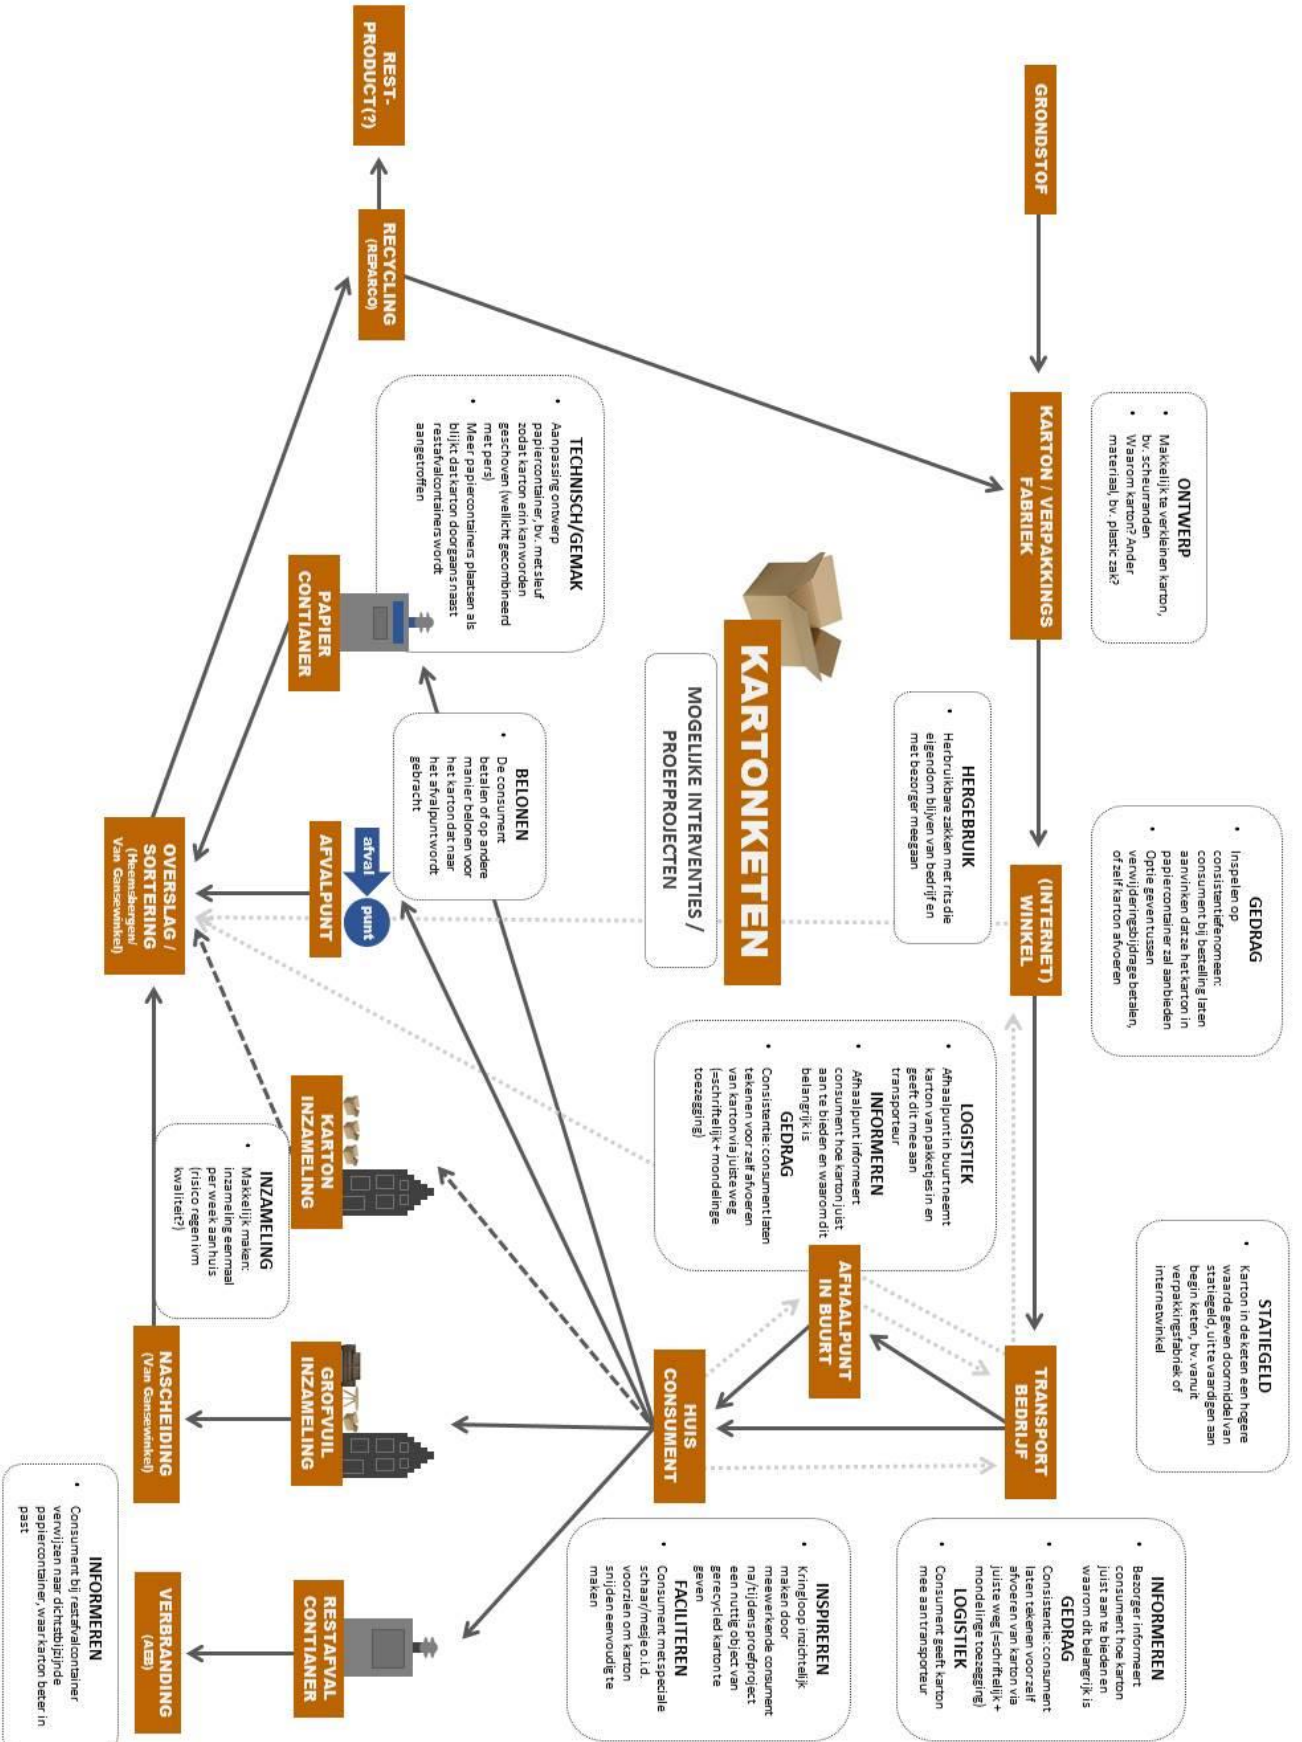 GRONDSTOF
KARTON / VERPAKKINGS
FABRIEK
(INTERNET)
WINKEL
TRANSPORT
BEDRIJF
ONTWERP
• Makkelijk te verkleinen karton,
bv. scheurranden
• Waarom karton? Ander
materiaal, bv. plastic zak?
GEDRAG
• Inspelen op
consistentiefenomeen:
consument bij bestelling laten
aanvinken dat ze het karton in
papiercontainer zal aanbieden
• Optie geven tussen
verwijderingsbijdrage betalen,
of zelf karton afvoeren
STATIEGELD
• Karton in de keten een hogere
waarde geven door middel van
statiegeld, uit te vaardigen aan
begin keten, bv. vanuit
verpakkingsfabriek of
internetwinkel
INFORMEREN
• Bezorger informeert
consument hoe karton
juist aan te bieden en
waarom dit belangrijk is
GEDRAG
• Consistentie: consument
laten tekenen voor zelf
afvoeren van karton via
juiste weg (=schriftelijk +
mondelinge toezegging)
LOGISTIEK
• Consument geeft karton
mee aan transporteur
HERGEBRUIK
• Herbruikbare zakken met rits die
eigendom blijven van bedrijf en
met bezorger meegaan
KARTONKETEN
MOGELIJKE INTERVENTIES /
PROEFPROJECTEN
LOGISTIEK
• Afhaalpunt in buurt neemt
karton van pakketjes in en
geeft dit mee aan
transporteur
INFORMEREN
• Afhaalpunt informeert
consument hoe karton juist
aan te bieden en waarom dit
belangrijk is
GEDRAG
• Consistentie: consument laten
tekenen voor zelf afvoeren
van karton via juiste weg
(=schriftelijk + mondelinge
toezegging)
AFHAALPUNT
IN BUURT
HUIS
CONSUMENT
INSPIREREN
• Kringloop inzichtelijk
maken door
meewerkende consument
na/tijdens proefproject
een nuttig object van
gerecycled karton te
geven
FACILITEREN
• Consument met speciale
schaar/mesje o.i.d.
voorzien om karton
snijden eenvoudig te
maken
TECHNISCH/GEMAK
• Aanpassing ontwerp
papiercontainer, bv. met sleuf
zodat karton erin kan worden
geschoven (wellicht gecombineerd
met pers)
• Meer papiercontainers plaatsen als
blijkt dat karton doorgaans naast
restafvalcontainers wordt
aangetroffen
BELONEN
• De consument
betalen of op andere
manier belonen voor
het karton dat naar
het afvalpunt wordt
gebracht
REST-
PRODUCT(?)
RECYCLING
(REPARCO)
PAPIER
CONTIANER
afval
punt
AFVALPUNT
KARTON
INZAMELING
GROFVUIL
INZAMELING
RESTAFVAL
CONTIANER
INZAMELING
• Makkelijk maken:
inzameling eenmaal
per week aan huis
(risico regen ivm
kwaliteit?)
OVERSLAG /
SORTERING
(Heemsbergen/
Van Gansewinkel)
NASCHEIDING
(Van Gansewinkel)
VERBRANDING
(AEB)
INFORMEREN
• Consument bij restafvalcontainer
verwijzen naar dichtstbijzijnde
papiercontainer, waar karton beter in
past